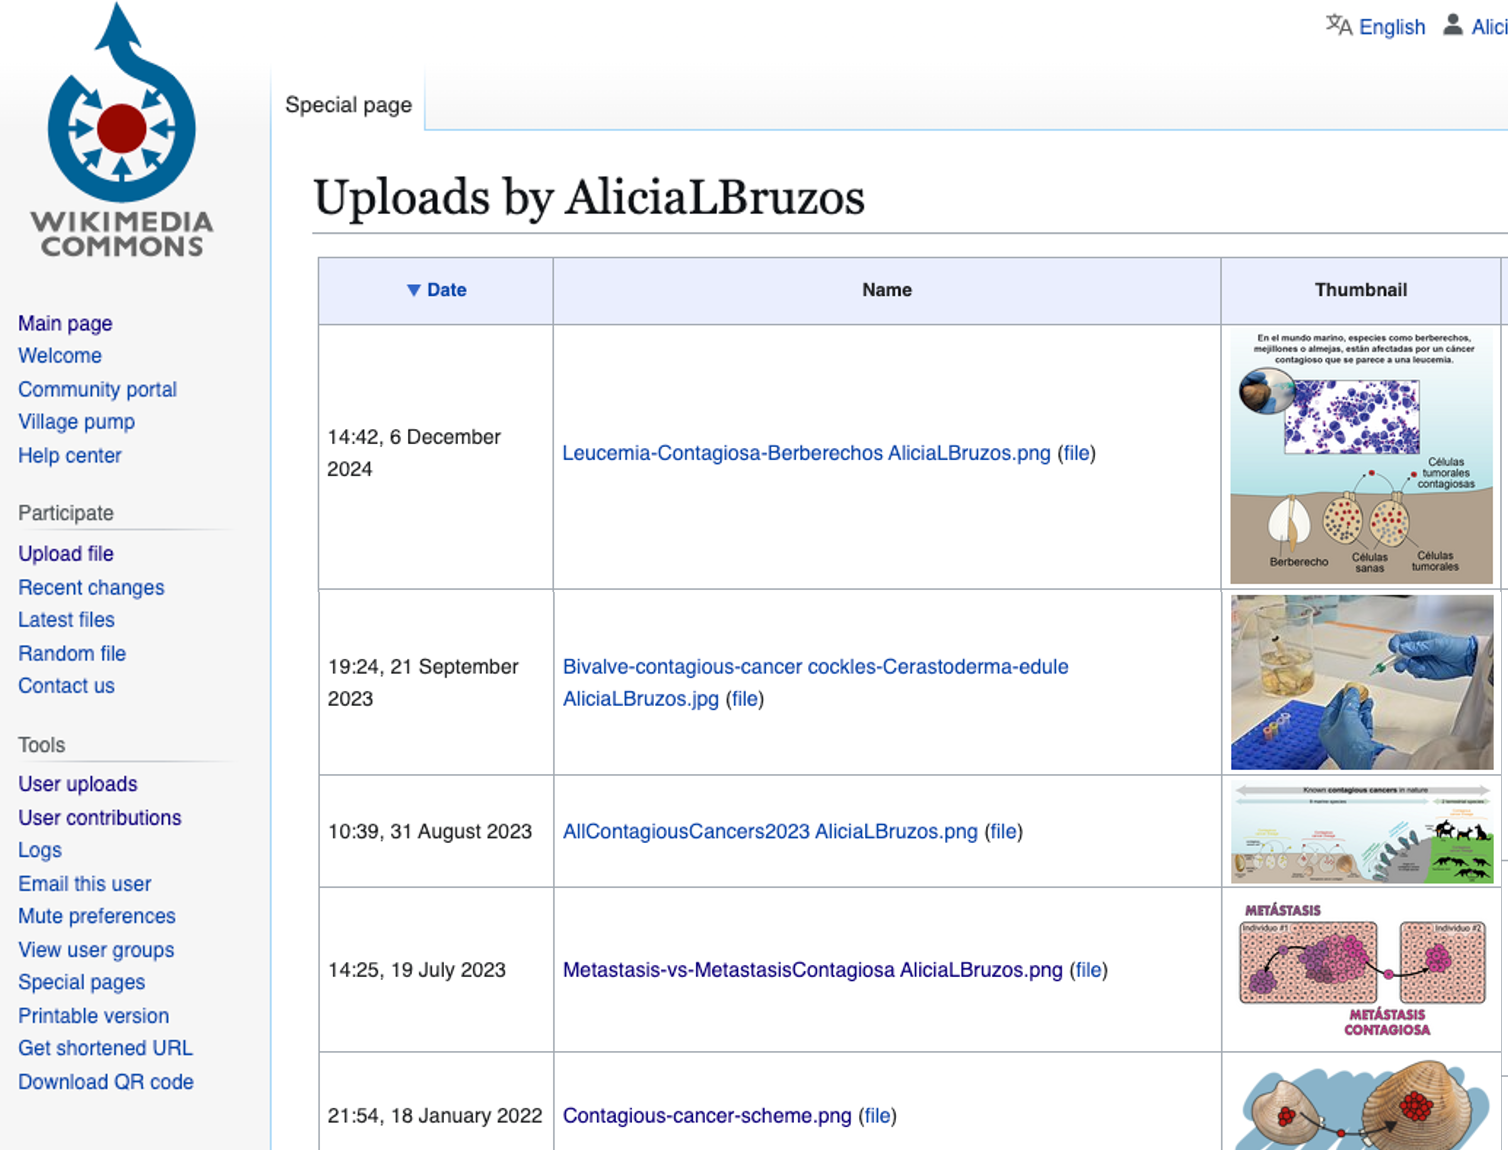 English Alici
WIKIMEDIA
COMMONS
Special page
Uploads by AliciaLBruzos
Main page
Welcome
Community portal
Village pump
Help center
Participate
Upload file
Recent changes
Latest files
Random file
Contact us
Tools
User uploads
User contributions
Logs
Email this user
Mute preferences
View user groups
Special pages
Printable version
Get shortened URL
Download QR code
▼ Date Name Thumbnail
14:42, 6 December
2024
Leucemia-Contagiosa-Berberechos AliciaLBruzos.png (file)
En el mundo marino, especies como berberechos,
mejillones o almejas, están afectadas por un cáncer
contagioso que se parece a una leucemia.
Células
tumorales
contagiosas
Berberecho
Células
sanas
Células
tumorales
19:24, 21 September
2023
Bivalve-contagious-cancer cockles-Cerastoderma-edule
AliciaLBruzos.jpg (file)
10:39, 31 August 2023
AllContagiousCancers2023 AliciaLBruzos.png (file)
Known contagious cancers in nature
14:25, 19 July 2023
Metastasis-vs-MetastasisContagiosa AliciaLBruzos.png (file)
METÁSTASIS
Individuo #1 Individuo #2
METÁSTASIS
CONTAGIOSA
21:54, 18 January 2022
Contagious-cancer-scheme.png (file)